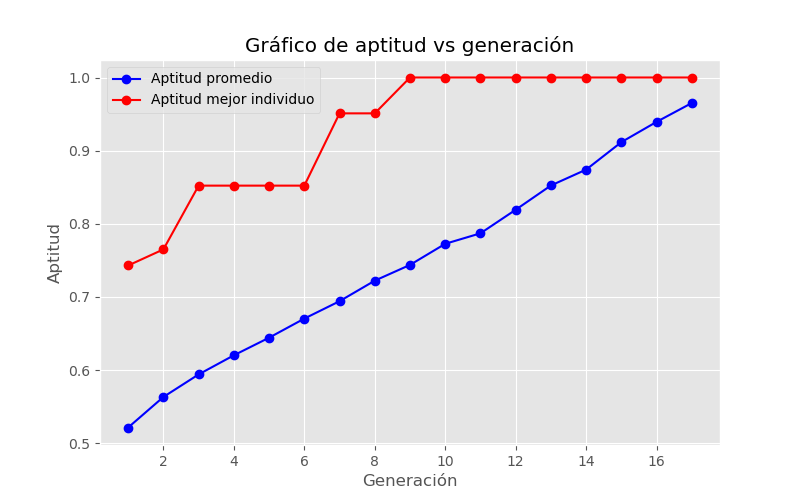 Gráfico de aptitud vs generación
Aptitud promedio
Aptitud mejor individuo
Aptitud
1.0
0.9
0.8
0.7
0.6
0.5
2 4 6 8 10 12 14 16
Generación